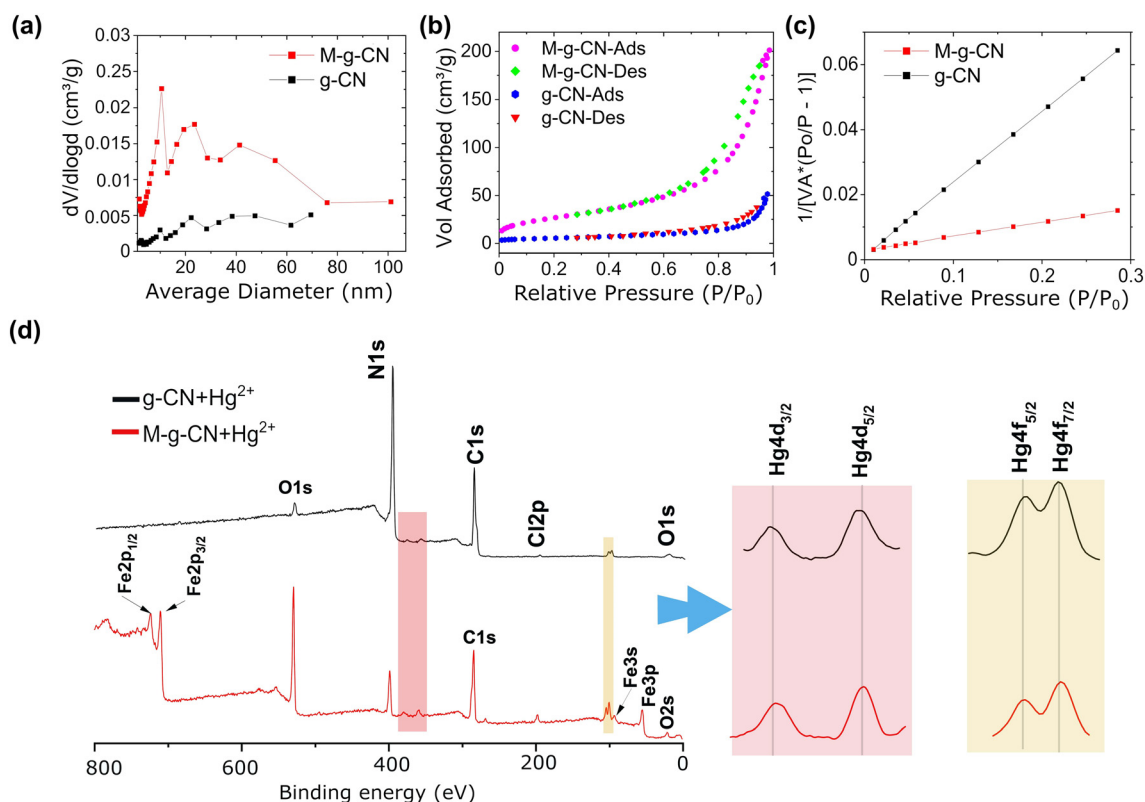 (a)
M-g-CN
g-CN
dV/dlogd (cm³/g)
0.03
0.025
0.02
0.015
0.01
0.005
0
20
40
60
80
100
Average Diameter (nm)
(b)
M-g-CN-Ads
M-g-CN-Des
g-CN-Ads
g-CN-Des
Vol Adsorbed (cm³/g)
200
150
100
50
0
0
0.2
0.4
0.6
0.8
1
Relative Pressure (P/P₀)
(c)
M-g-CN
g-CN
1/[VA*(Po/P - 1)]
0.06
0.04
0.02
0
0
0.1
0.2
0.3
Relative Pressure (P/P₀)
(d)
g-CN+Hg²⁺
M-g-CN+Hg²⁺
O1s
N1s
C1s
Cl2p
O1s
Fe2p₁/₂
Fe2p₃/₂
C1s
Fe3s
Fe3p
O2s
800
600
400
200
0
Binding energy (eV)
Hg4d₃/₂
Hg4d₅/₂
Hg4f₅/₂
Hg4f₇/₂